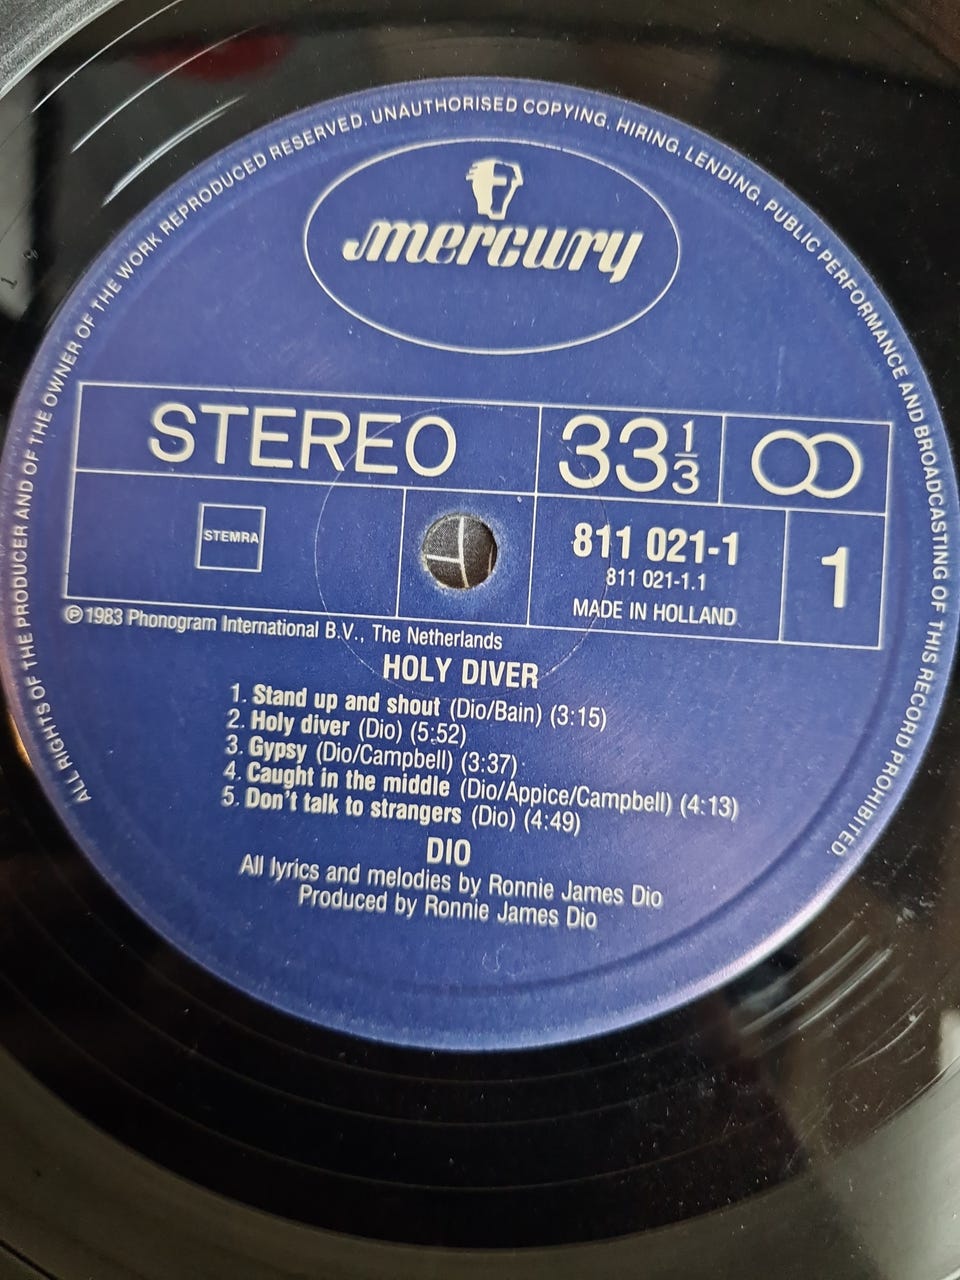 ALL RIGHTS OF THE PRODUCER AND OF THE OWNER OF THE WORK REPRODUCED RESERVED. UNAUTHORISED COPYING. HIRING. LENDING. PUBLIC PERFORMANCE AND BROADCASTING OF THIS RECORD PROHIBITED.
mercury
STEREO 33 1/3
STEMRA
811 021-1
811 021-1.1
MADE IN HOLLAND
1
℗ 1983 Phonogram International B.V., The Netherlands
HOLY DIVER
1. Stand up and shout (Dio/Bain) (3:15)
2. Holy diver (Dio) (5:52)
3. Gypsy (Dio/Campbell) (3:37)
4. Caught in the middle (Dio/Appice/Campbell) (4:13)
5. Don't talk to strangers (Dio) (4:49)
DIO
All lyrics and melodies by Ronnie James Dio
Produced by Ronnie James Dio